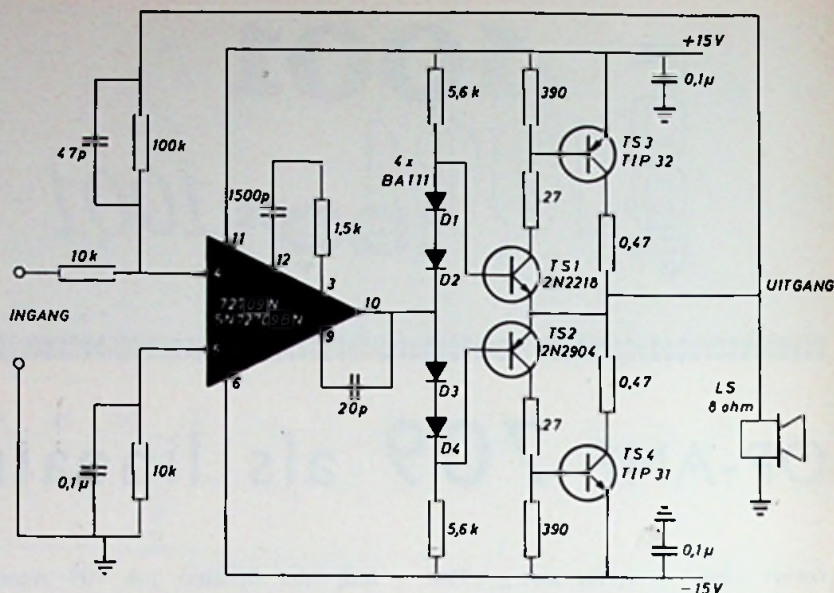 +15V
5,6k
390
0,1µ
TS3
TIP 32
47p
100k
4x
BA111
1500p
27
1,5k
D1
0,47
10k
11
12
4
D2
TS1
2N2218
3
UITGANG
INGANG
10
TS2
2N2904
9
5
D3
0,47
6
20p
LS
8 ohm
D4
27
TS4
TIP 31
0,1µ
10k
5,6k
390
0,1µ
-15V